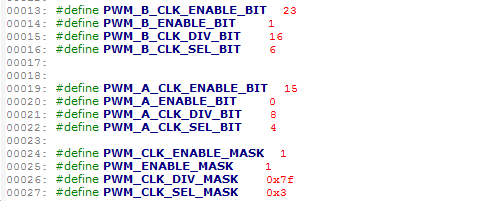 00013: #define PWM_B_CLK_ENABLE_BIT 23
00014: #define PWM_B_ENABLE_BIT 1
00015: #define PWM_B_CLK_DIV_BIT 16
00016: #define PWM_B_CLK_SEL_BIT 6
00017:
00018:
00019: #define PWM_A_CLK_ENABLE_BIT 15
00020: #define PWM_A_ENABLE_BIT 0
00021: #define PWM_A_CLK_DIV_BIT 8
00022: #define PWM_A_CLK_SEL_BIT 4
00023:
00024: #define PWM_CLK_ENABLE_MASK 1
00025: #define PWM_ENABLE_MASK 1
00026: #define PWM_CLK_DIV_MASK 0x7f
00027: #define PWM_CLK_SEL_MASK 0x3